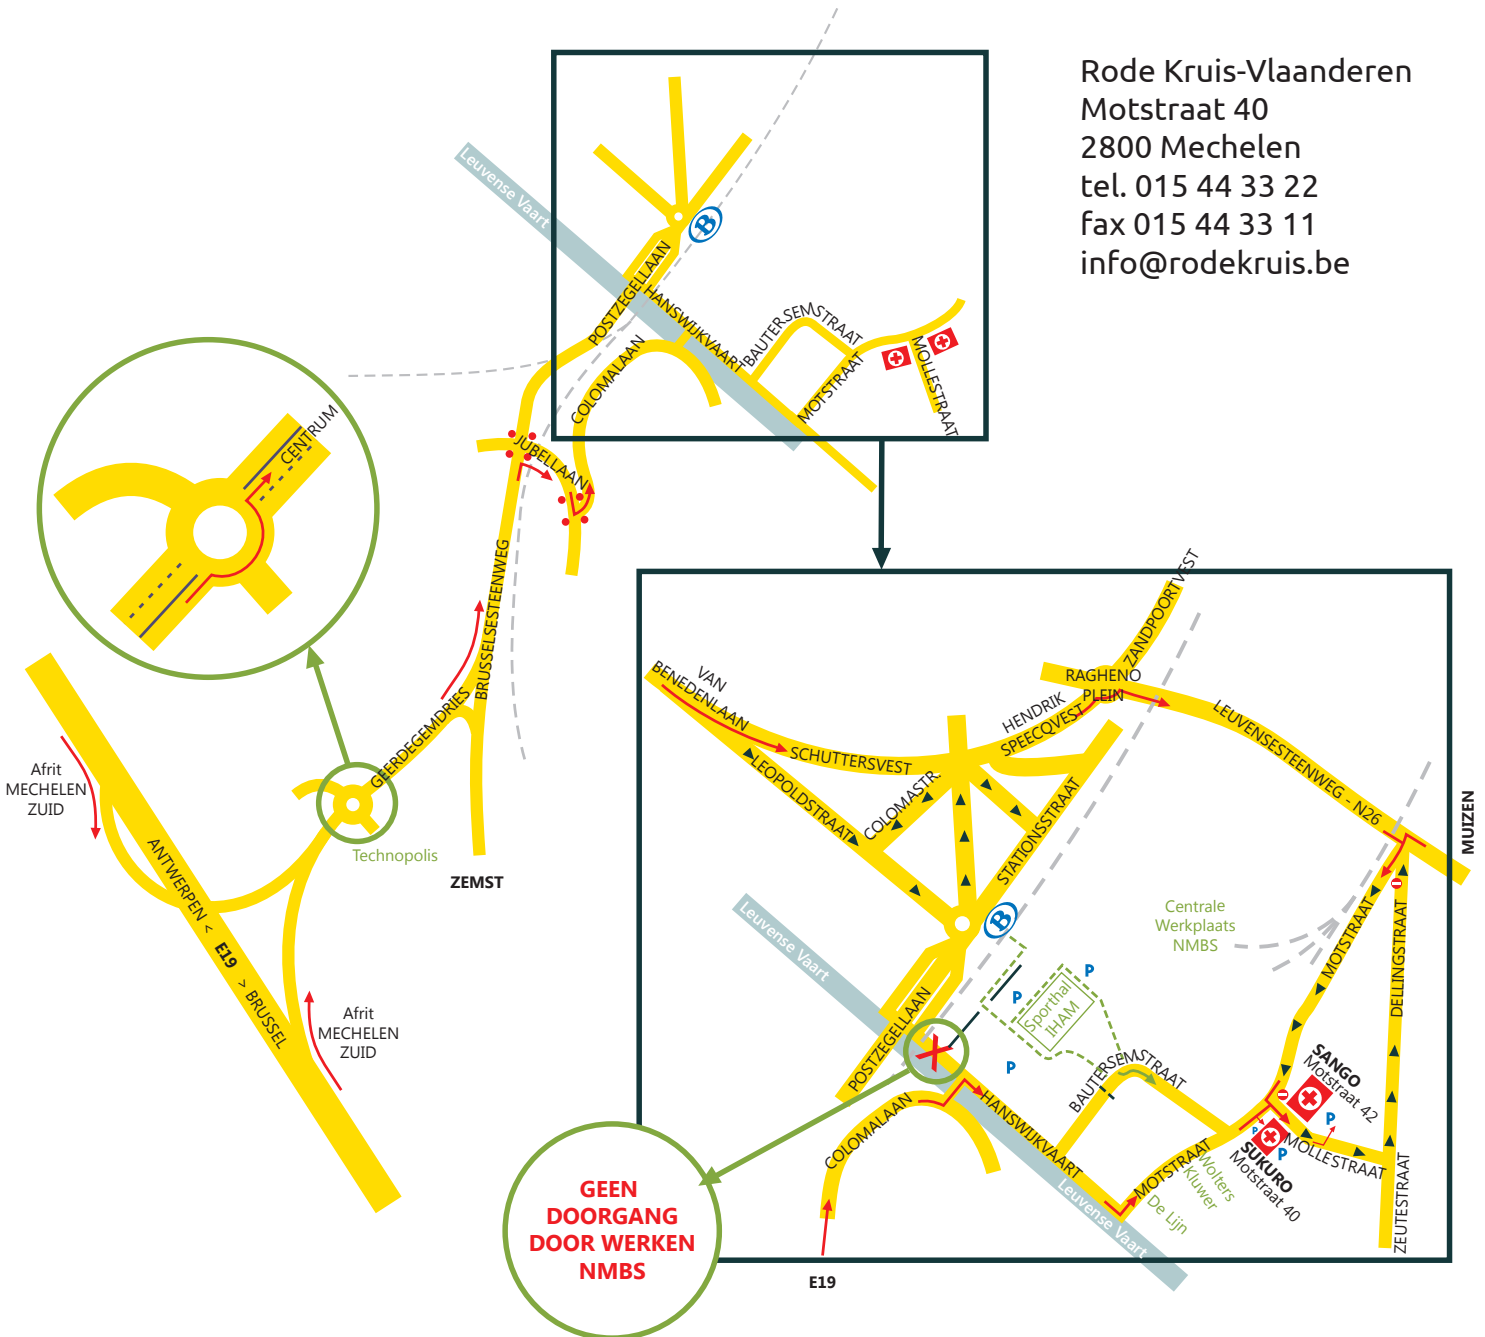 Rode Kruis-Vlaanderen
Motstraat 40
2800 Mechelen
tel. 015 44 33 22
fax 015 44 33 11
info@rodekruis.be
Leuvense Vaart
B
POSTZEGELLAAN
HANSWIJKVAART
BAUTERSEMSTRAAT
COLOMALAAN
MOTSTRAAT
MOLLESTRAAT
JUBELLAAN
CENTRUM
BRUSSELSESTEENWEG
GEERDEGEMDRIES
Afrit
MECHELEN
ZUID
Technopolis
ZEMST
ANTWERPEN < E19 > BRUSSEL
Afrit
MECHELEN
ZUID
ZANDPOORTVEST
RAGHENO
PLEIN
VAN
BENEDENLAAN
HENDRIK
SPEECQVEST
SCHUTTERSVEST
LEOPOLDSTRAAT
COLOMASTR.
STATIONSSTRAAT
LEUVENSESTEENWEG - N26
MUIZEN
Centrale
Werkplaats
NMBS
MOTSTRAAT
DELLINGSTRAAT
Leuvense Vaart
B
P
P
Sporthal
IHAM
P
POSTZEGELLAAN
BAUTERSEMSTRAAT
SANGO
Motstraat 42
P
P
P
SUKURO
Motstraat 40
MOLLESTRAAT
COLOMALAAN
HANSWIJKVAART
MOTSTRAAT
Wolters
Kluwer
De Lijn
Leuvense Vaart
ZEUTESTRAAT
GEEN
DOORGANG
DOOR WERKEN
NMBS
E19